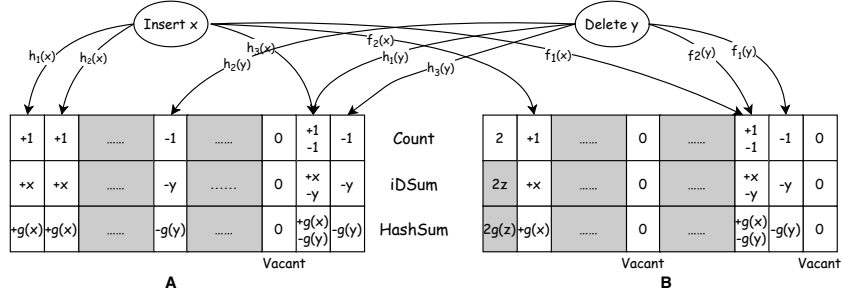 Insert x
Delete y
h1(x)
h2(x)
h3(x)
h2(y)
f2(x)
h1(y)
h3(y)
f1(x)
f2(y)
f1(y)
+1 +1 ...... -1 ...... 0 +1 -1 -1 Count 2 +1 ...... 0 ...... +1 -1 -1 0
+x +x ...... -y ...... 0 +x -y -y iDSum 2z +x ...... 0 ...... +x -y -y 0
+g(x) +g(x) ...... -g(y) ...... 0 +g(x) -g(y) -g(y) HashSum 2g(z) +g(x) ...... 0 ...... +g(x) -g(y) -g(y) 0
Vacant Vacant Vacant
A B